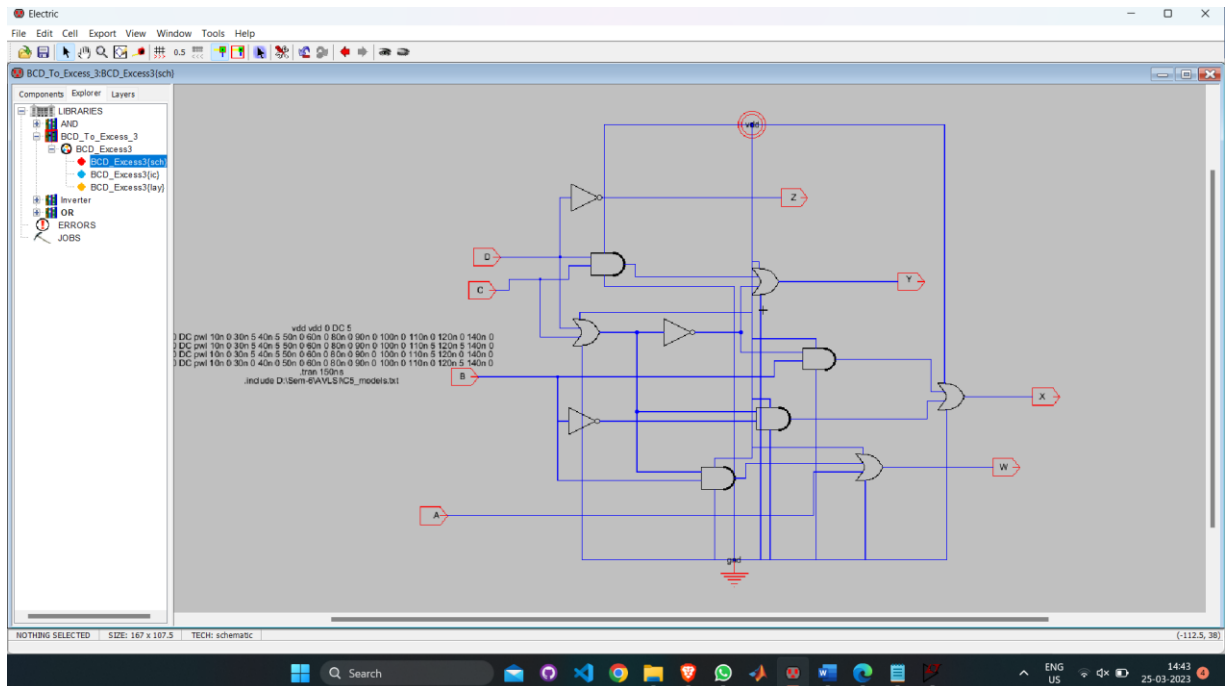 Electric
File Edit Cell Export View Window Tools Help
0.5
BCD_To_Excess_3:BCD_Excess3{sch}
Components Explorer Layers
LIBRARIES
AND
BCD_To_Excess_3
BCD_Excess3
BCD_Excess3{sch}
BCD_Excess3{ic}
BCD_Excess3{lay}
Inverter
OR
ERRORS
JOBS
vdd
Z
D
C
Y
vdd vdd 0 DC 5
DC pwl 10n 0 30n 5 40n 5 50n 0 60n 0 80n 0 90n 0 100n 0 110n 0 120n 0 140n 0
DC pwl 10n 0 30n 5 40n 5 50n 0 60n 0 80n 0 90n 0 100n 0 110n 0 120n 0 140n 0
DC pwl 10n 0 30n 5 40n 5 50n 0 60n 0 80n 0 90n 0 100n 0 110n 5 120n 5 140n 0
DC pwl 10n 0 30n 0 40n 0 50n 0 60n 0 80n 0 90n 0 100n 0 110n 0 120n 5 140n 0
.tran 150ns
.include D:\Sem-6\AVLSI\C5_models.txt
B
X
W
A
gnd
NOTHING SELECTED SIZE: 167 x 107.5 TECH: schematic (-112.5, 38)
Search
ENG
US
14:43
25-03-2023
4